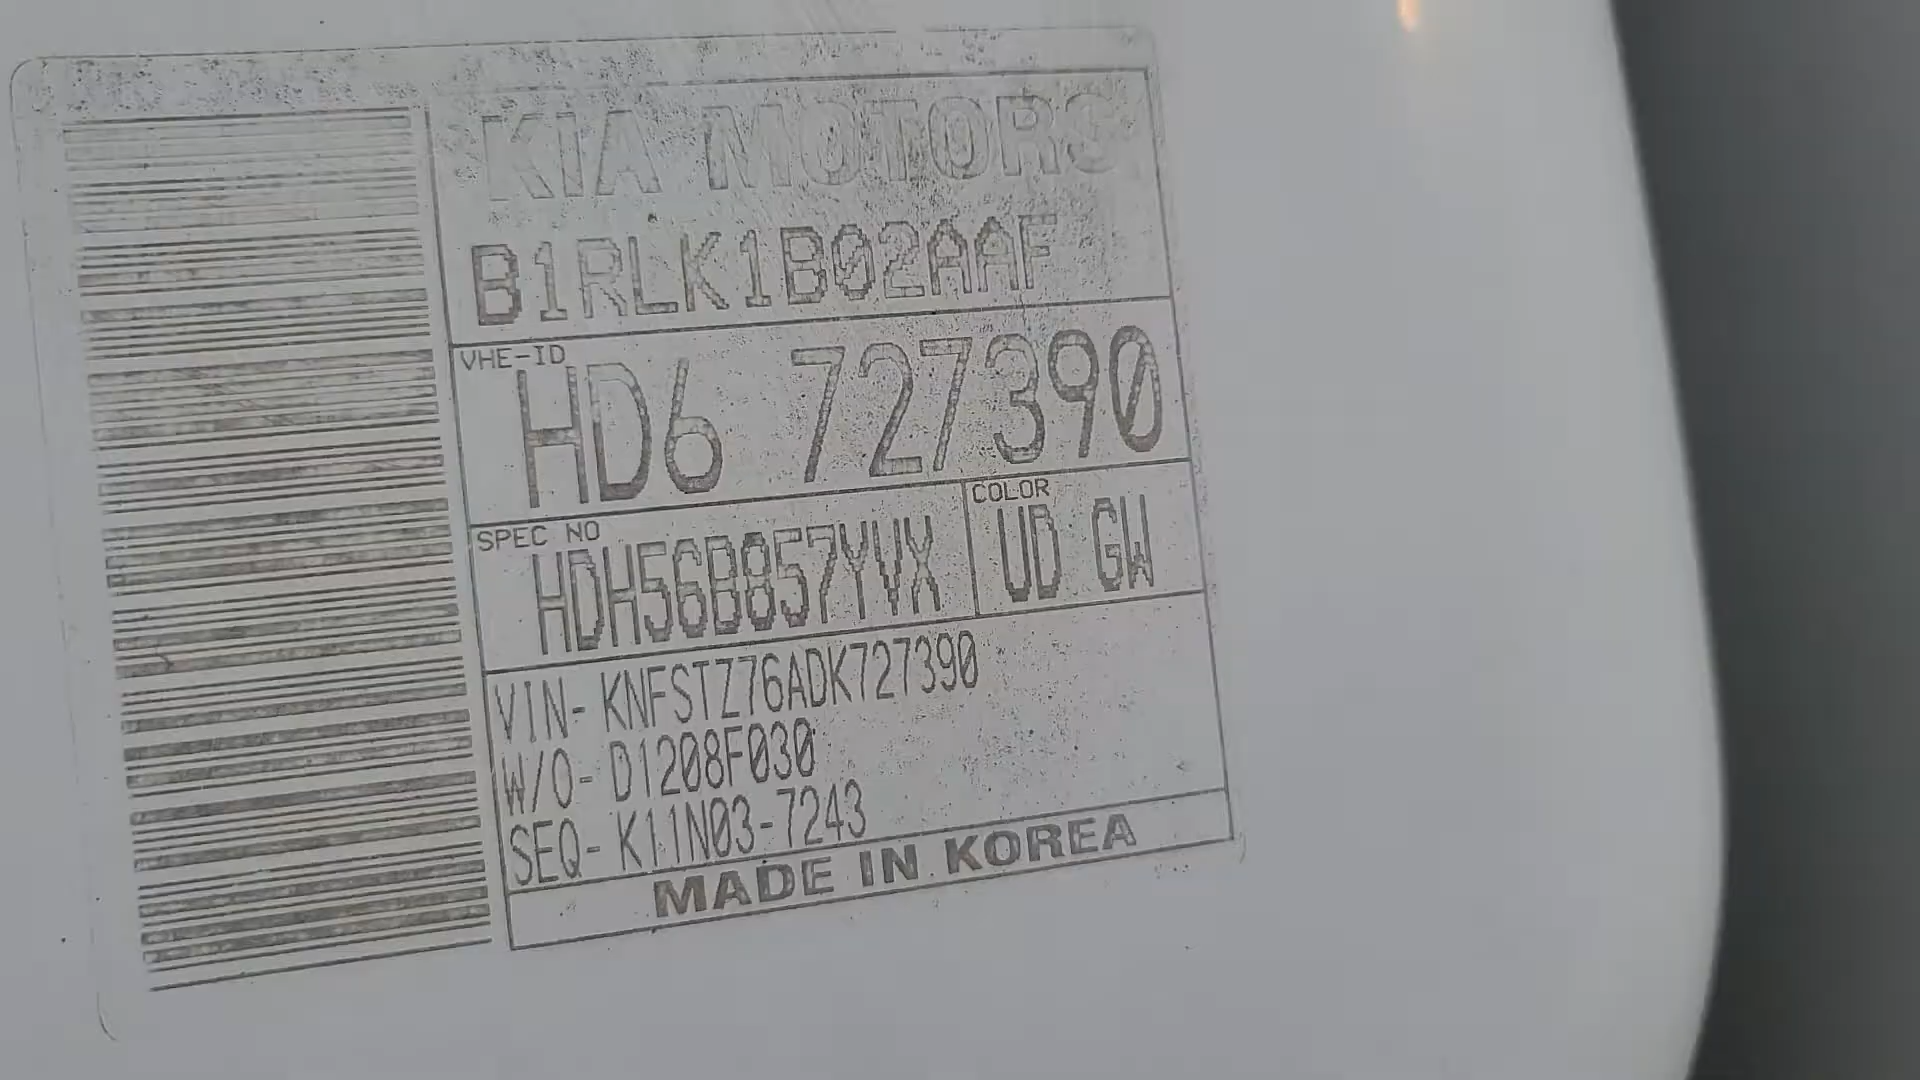 KIA MOTORS
B1RLK1B02AAF
VHE-ID
HD6 727390
SPEC NO
HDH56B857YVX
COLOR
UD GW
VIN- KNFSTZ76ADK727390
W/O- D1208F030
SEQ- K11N03-7243
MADE IN KOREA